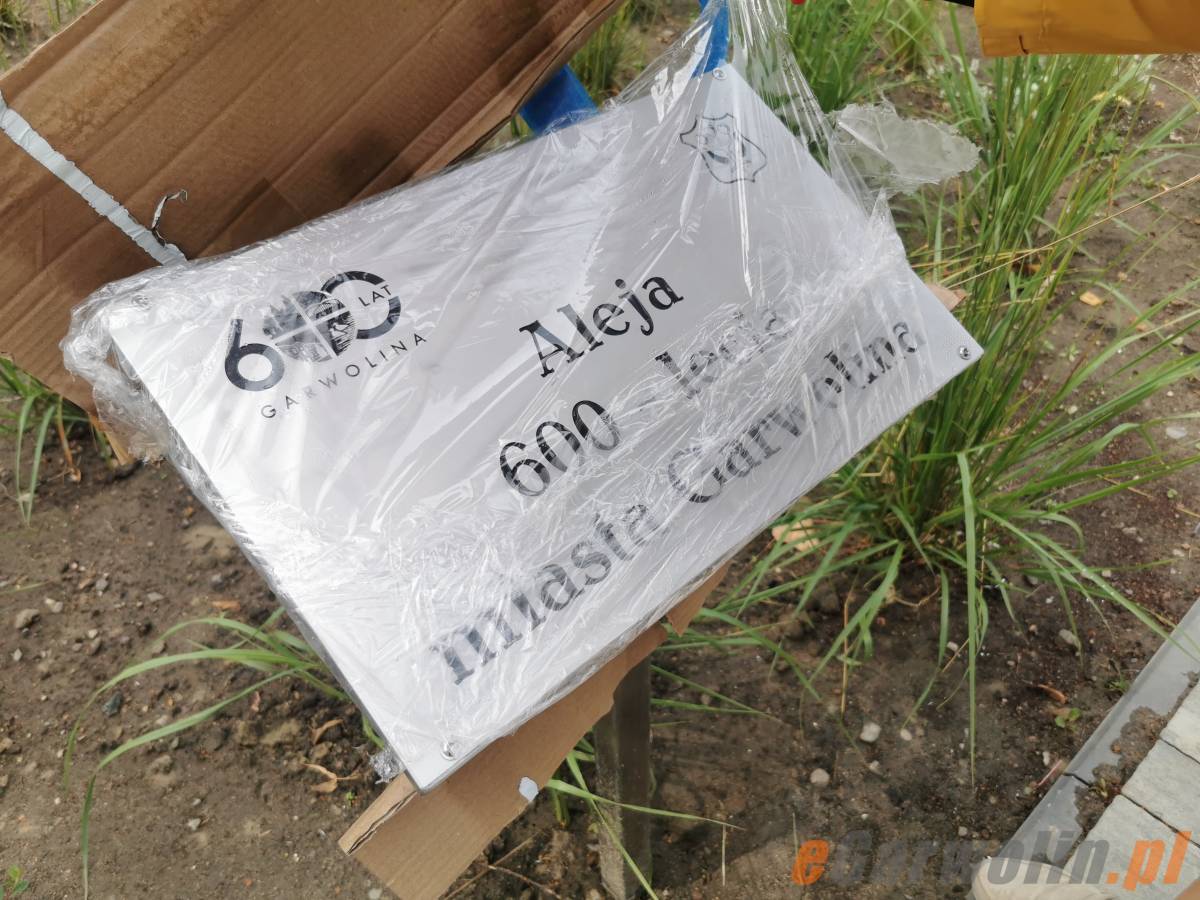 600
LAT
GARWOLINA
Aleja
600 - lecia
miasta Garwolina
eGarwolin.pl